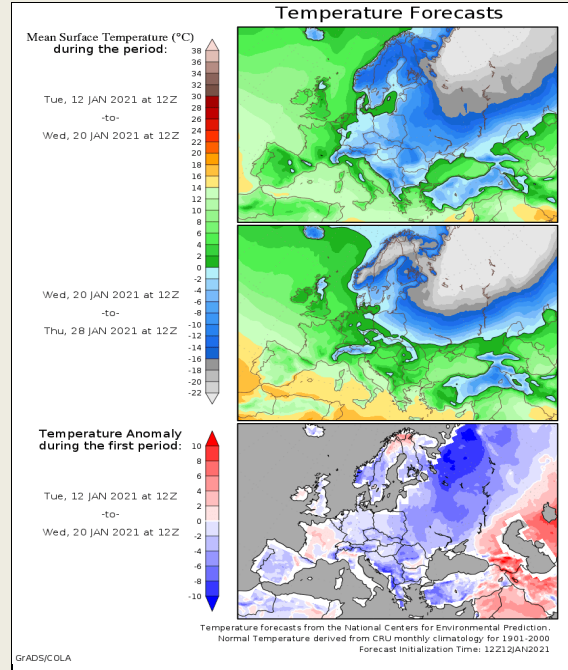 Temperature Forecasts
Mean Surface Temperature (°C)
during the period:
38
36
34
32
30
28
26
24
22
20
18
16
14
12
10
8
6
4
2
0
-2
-4
-6
-8
-10
-12
-14
-16
-18
-20
-22
Tue, 12 JAN 2021 at 12Z
-to-
Wed, 20 JAN 2021 at 12Z
Wed, 20 JAN 2021 at 12Z
-to-
Thu, 28 JAN 2021 at 12Z
Temperature Anomaly
during the first period:
10
8
6
4
2
0
-2
-4
-6
-8
-10
Tue, 12 JAN 2021 at 12Z
-to-
Wed, 20 JAN 2021 at 12Z
Temperature forecasts from the National Centers for Environmental Prediction.
Normal Temperature derived from CRU monthly climatology for 1901-2000
Forecast Initialization Time: 12Z12JAN2021
GrADS/COLA